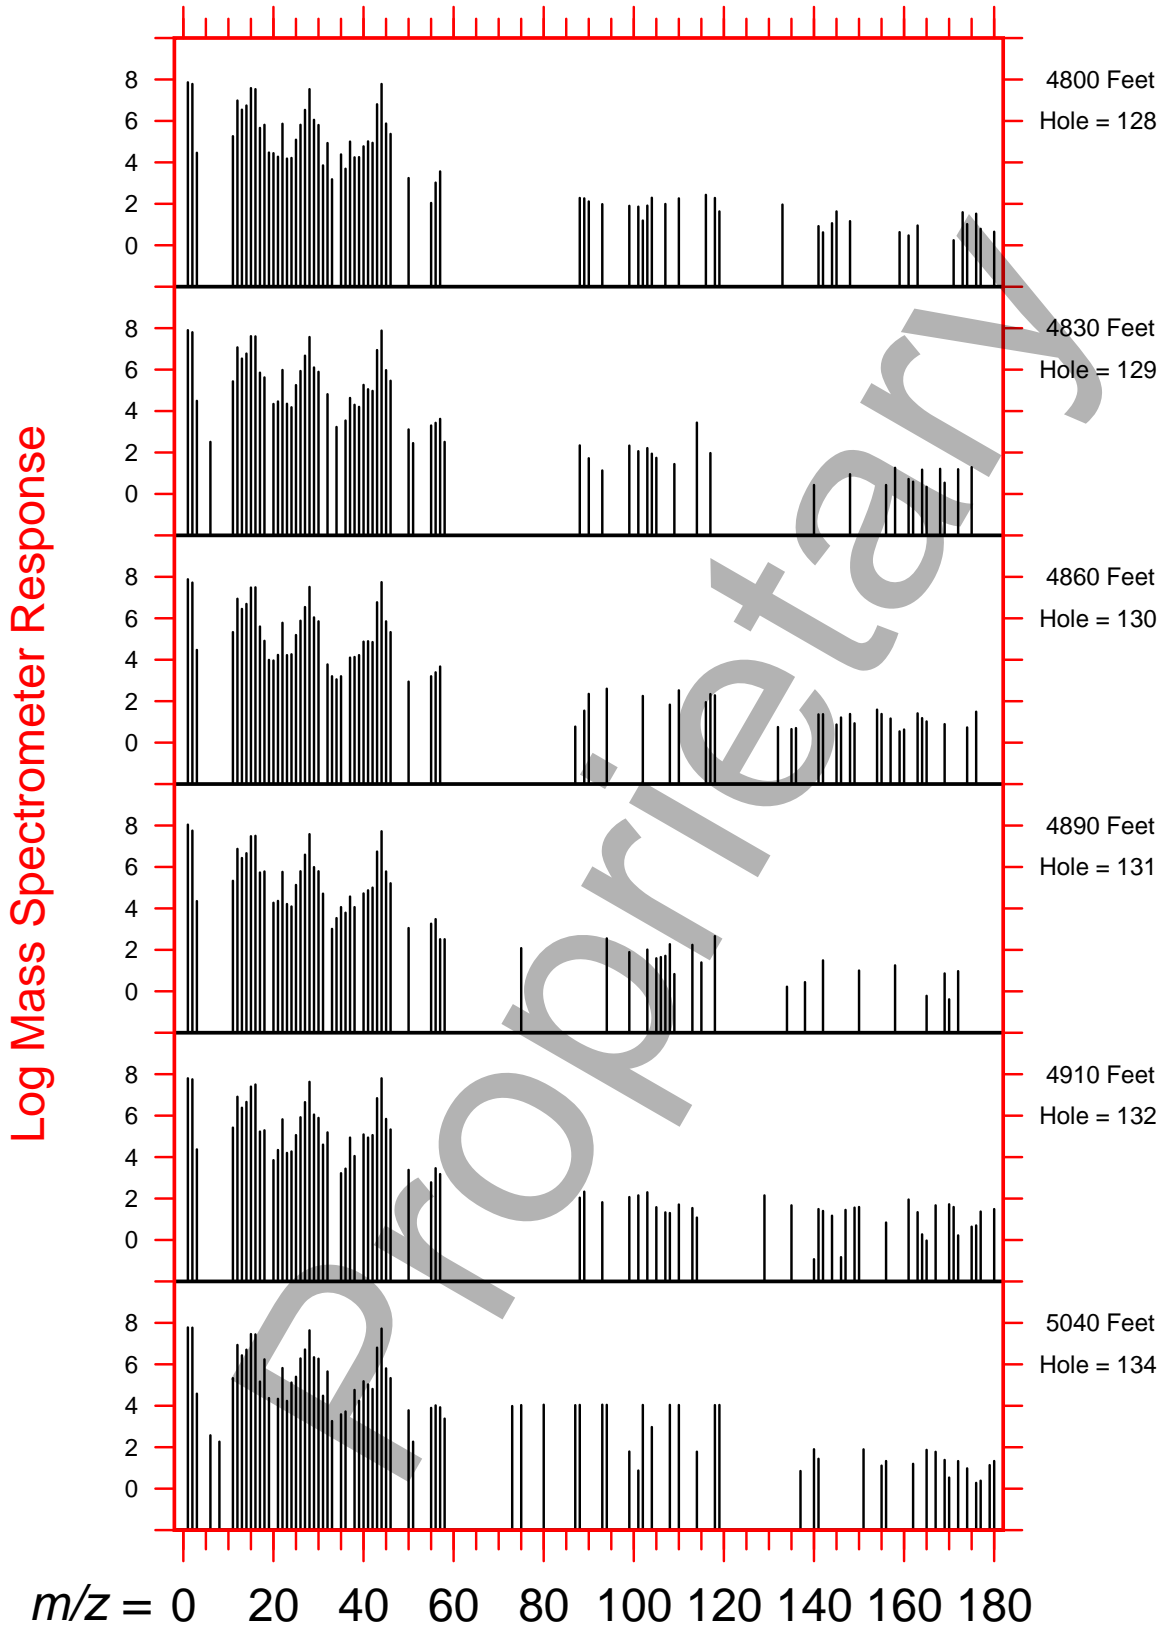 Log Mass Spectrometer Response
8
6
4
2
0
4800 Feet
Hole = 128
8
6
4
2
0
4830 Feet
Hole = 129
8
6
4
2
0
4860 Feet
Hole = 130
8
6
4
2
0
4890 Feet
Hole = 131
8
6
4
2
0
4910 Feet
Hole = 132
8
6
4
2
0
5040 Feet
Hole = 134
m/z = 0 20 40 60 80 100 120 140 160 180
Proprietary